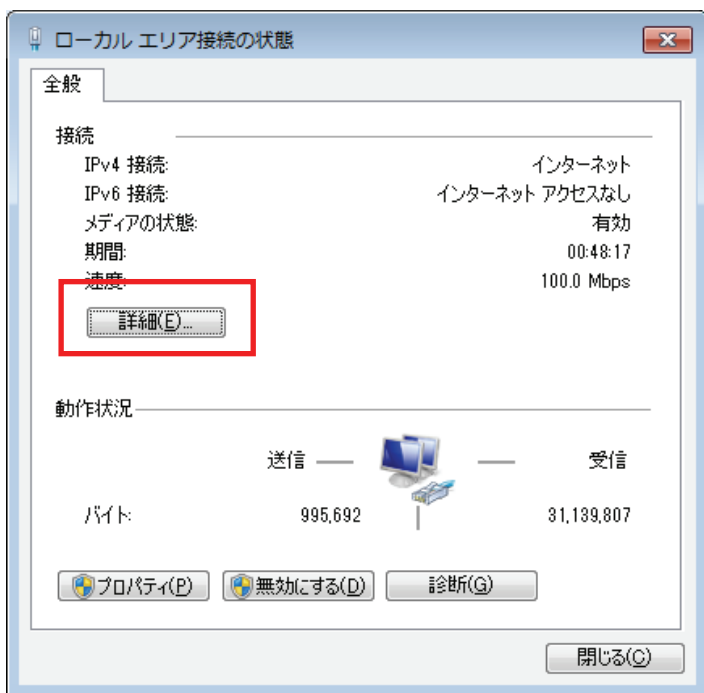 ローカル エリア接続の状態
全般
接続
IPv4 接続: インターネット
IPv6 接続: インターネット アクセスなし
メディアの状態: 有効
期間: 00:48:17
速度: 100.0 Mbps
詳細(E)...
動作状況
送信 受信
バイト: 995,692 31,139,807
プロパティ(P) 無効にする(D) 診断(G)
閉じる(C)